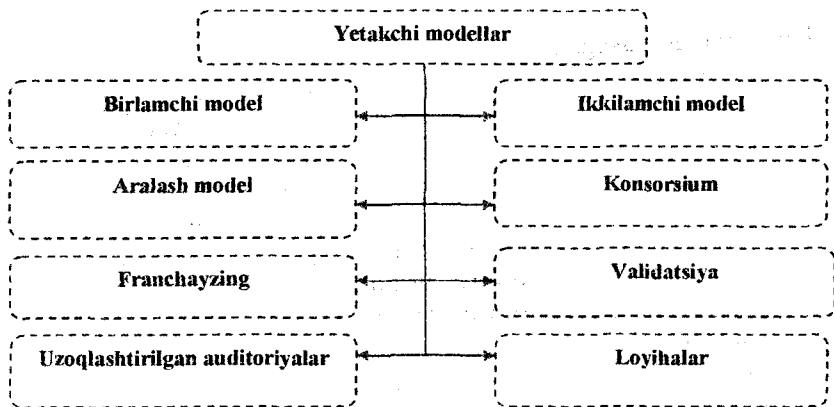 Yetakchi modellar
Birlamchi model
Ikkilamchi model
Aralash model
Konsorsium
Franchayzing
Validatsiya
Uzoqlashtirilgan auditoriyalar
Loyihalar